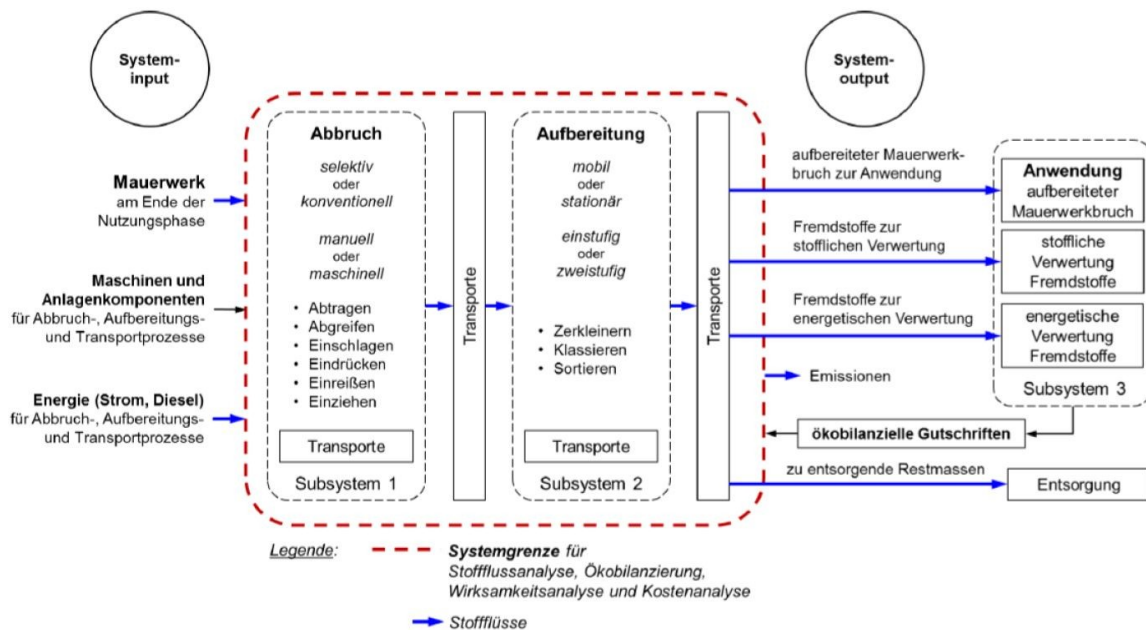 System-
input
System-
output
Mauerwerk
am Ende der
Nutzungsphase
Maschinen und
Anlagenkomponenten
für Abbruch-, Aufbereitungs-
und Transportprozesse
Energie (Strom, Diesel)
für Abbruch-, Aufbereitungs-
und Transportprozesse
Abbruch
selektiv
oder
konventionell
manuell
oder
maschinell
• Abtragen
• Abgreifen
• Einschlagen
• Eindrücken
• Einreißen
• Einziehen
Transporte
Subsystem 1
Transporte
Aufbereitung
mobil
oder
stationär
einstufig
oder
zweistufig
• Zerkleinern
• Klassieren
• Sortieren
Transporte
Subsystem 2
Transporte
aufbereiteter Mauerwerk-
bruch zur Anwendung
Fremdstoffe zur
stofflichen Verwertung
Fremdstoffe zur
energetischen Verwertung
Emissionen
Anwendung
aufbereiteter
Mauerwerkbruch
stoffliche
Verwertung
Fremdstoffe
energetische
Verwertung
Fremdstoffe
Subsystem 3
ökobilanzielle Gutschriften
zu entsorgende Restmassen
Entsorgung
Legende:
Systemgrenze für
Stoffflussanalyse, Ökobilanzierung,
Wirksamkeitsanalyse und Kostenanalyse
Stoffflüsse